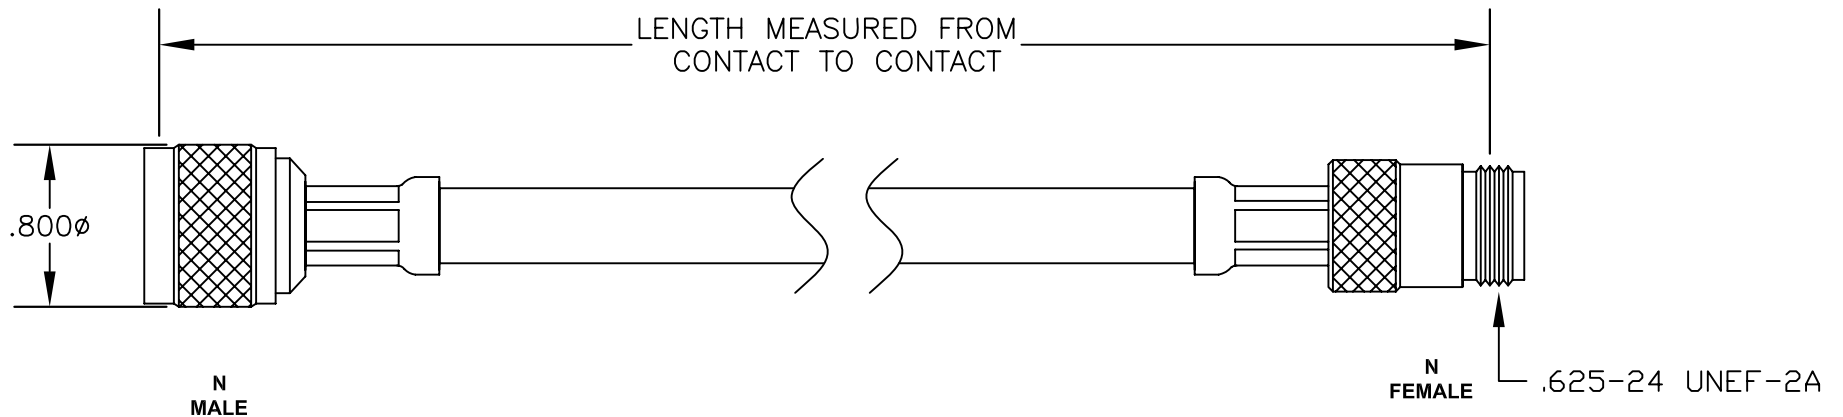 LENGTH MEASURED FROM
CONTACT TO CONTACT
.800ø
N
MALE
N
FEMALE
.625-24 UNEF-2A